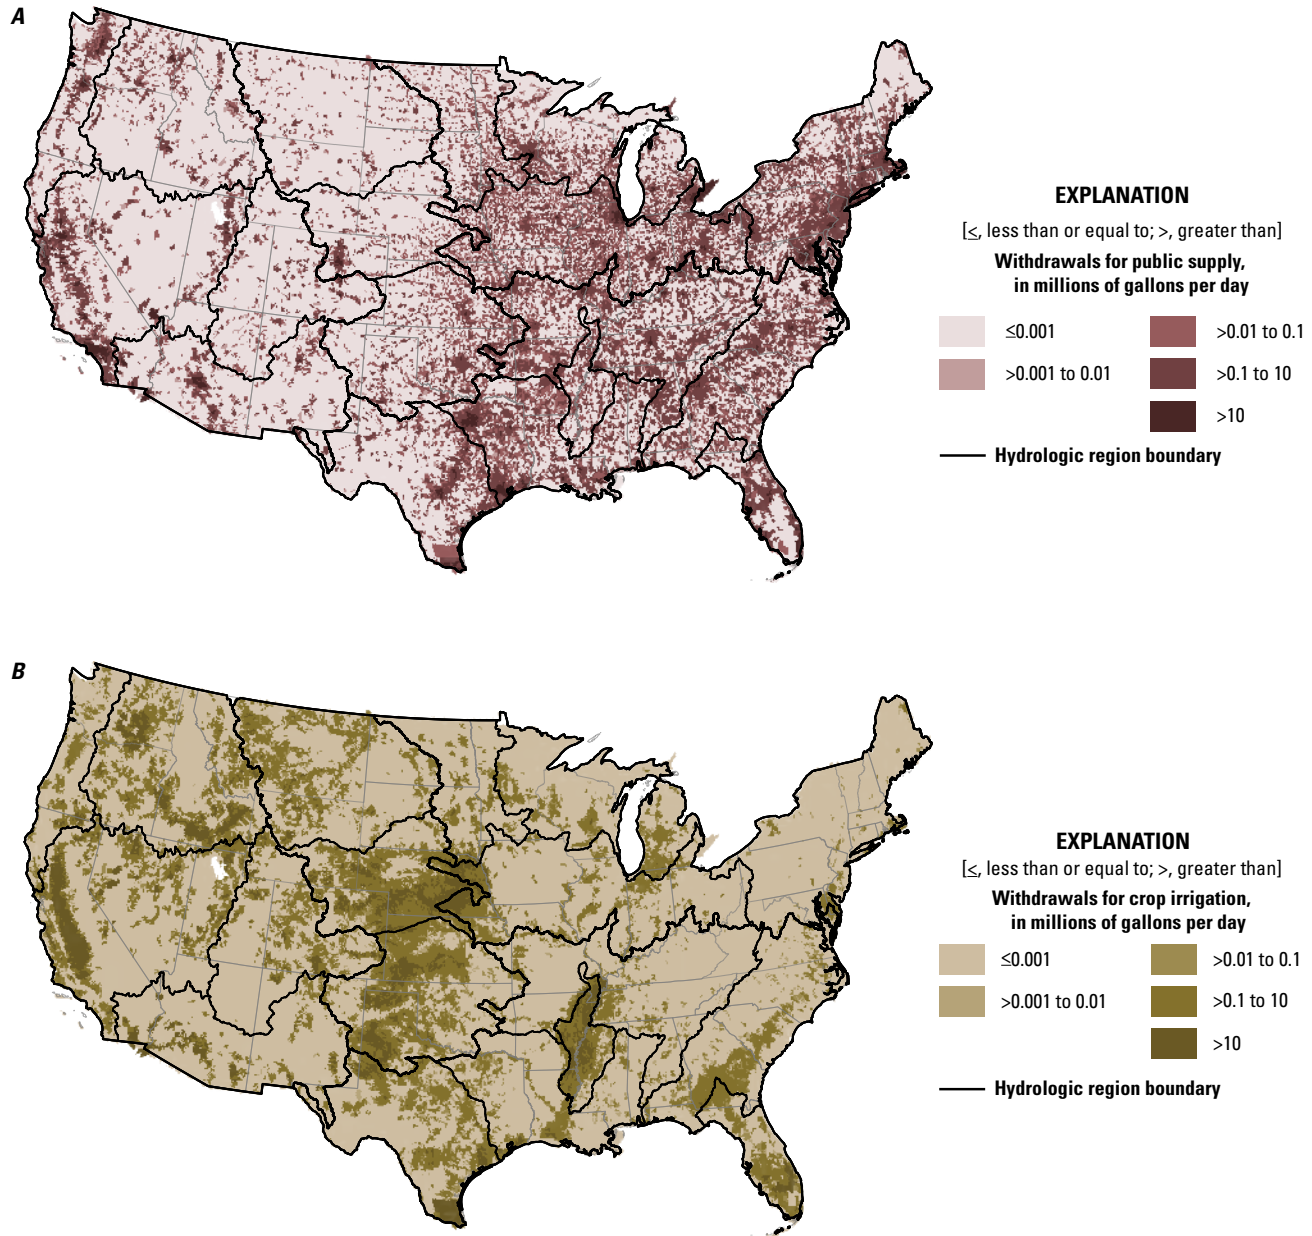 A
EXPLANATION
[≤, less than or equal to; >, greater than]
Withdrawals for public supply,
in millions of gallons per day
≤0.001
>0.01 to 0.1
>0.001 to 0.01
>0.1 to 10
>10
Hydrologic region boundary
B
EXPLANATION
[≤, less than or equal to; >, greater than]
Withdrawals for crop irrigation,
in millions of gallons per day
≤0.001
>0.01 to 0.1
>0.001 to 0.01
>0.1 to 10
>10
Hydrologic region boundary